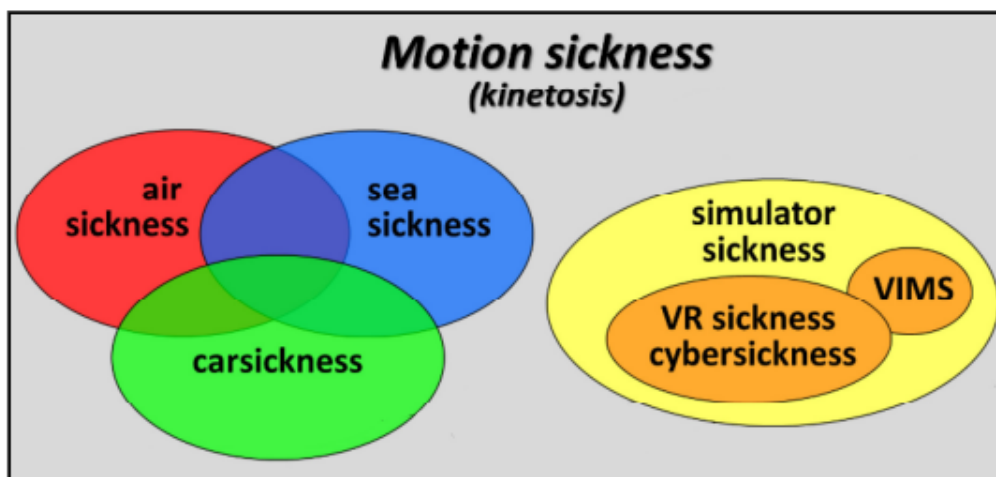 Motion sickness
(kinetosis)
air
sickness
sea
sickness
carsickness
simulator
sickness
VIMS
VR sickness
cybersickness